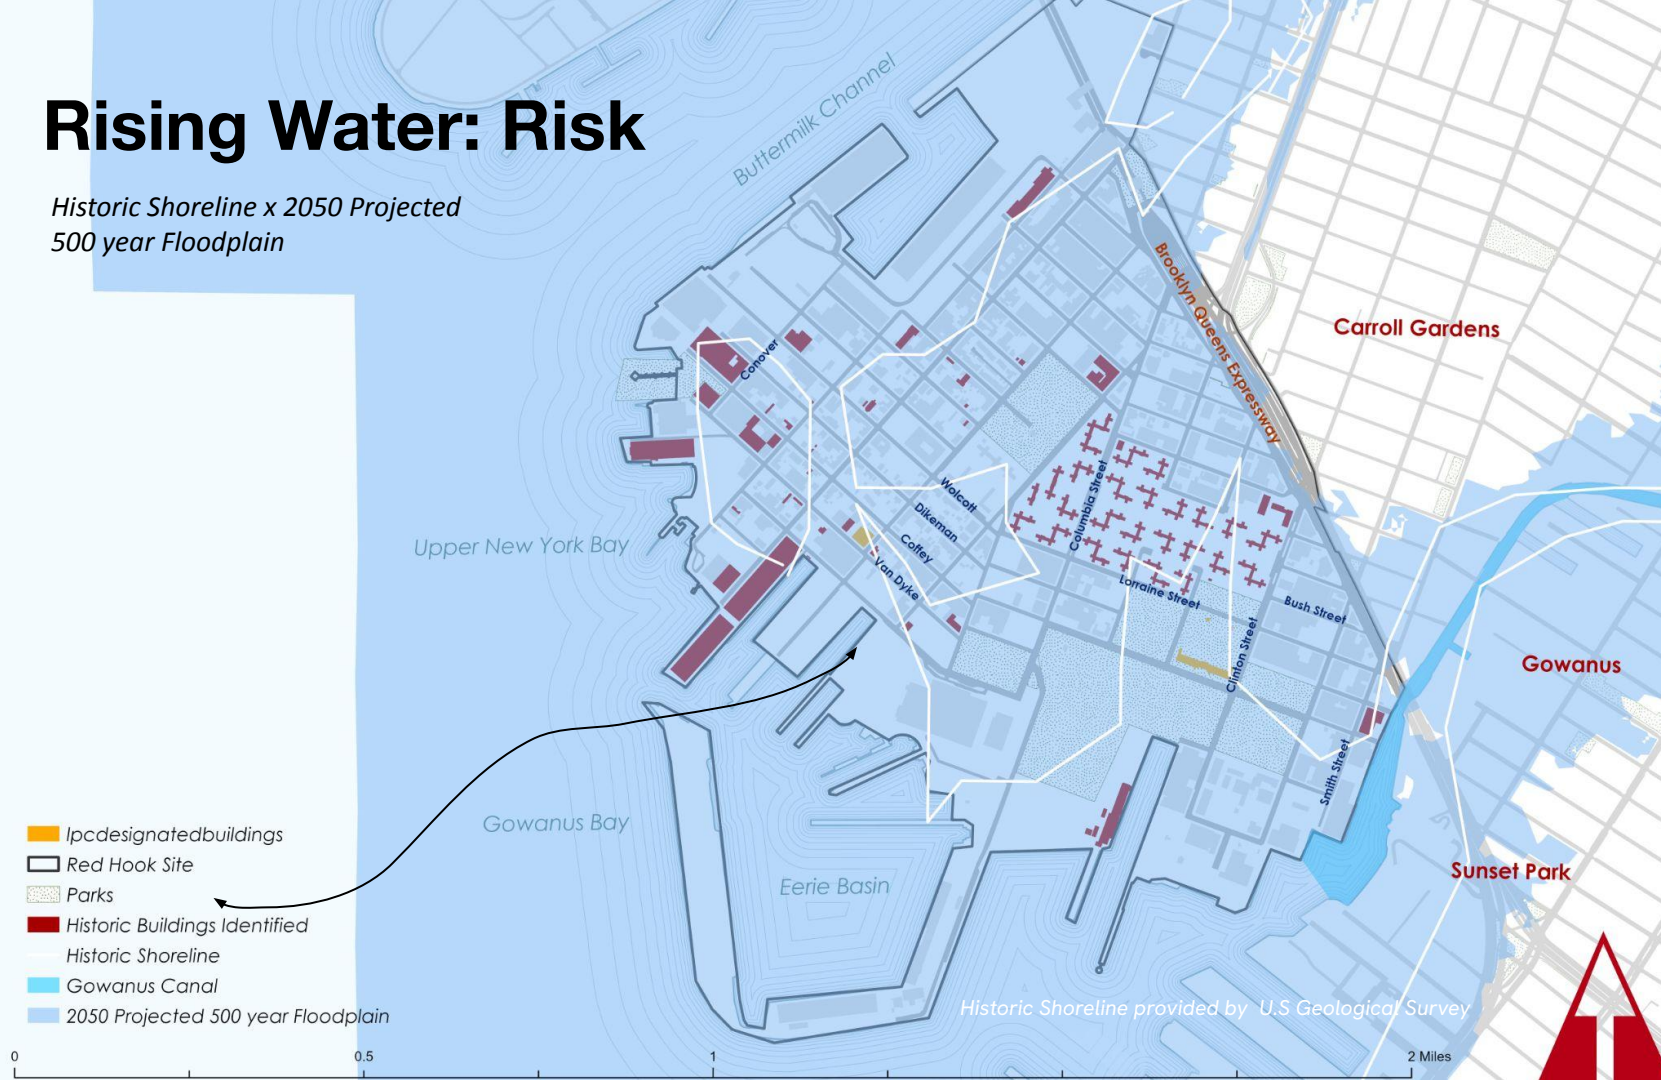 Rising Water: Risk
Historic Shoreline x 2050 Projected
500 year Floodplain
Buttermilk Channel
Brooklyn Queens Expressway
Carroll Gardens
Conover
Columbia Street
Wolcott
Dikeman
Coffey
Van Dyke
Upper New York Bay
Lorraine Street
Bush Street
Clinton Street
Gowanus
Smith Street
Gowanus Bay
Eerie Basin
Sunset Park
lpcdesignatedbuildings
Red Hook Site
Parks
Historic Buildings Identified
Historic Shoreline
Gowanus Canal
2050 Projected 500 year Floodplain
Historic Shoreline provided by U.S Geological Survey
0 0.5 1 2 Miles